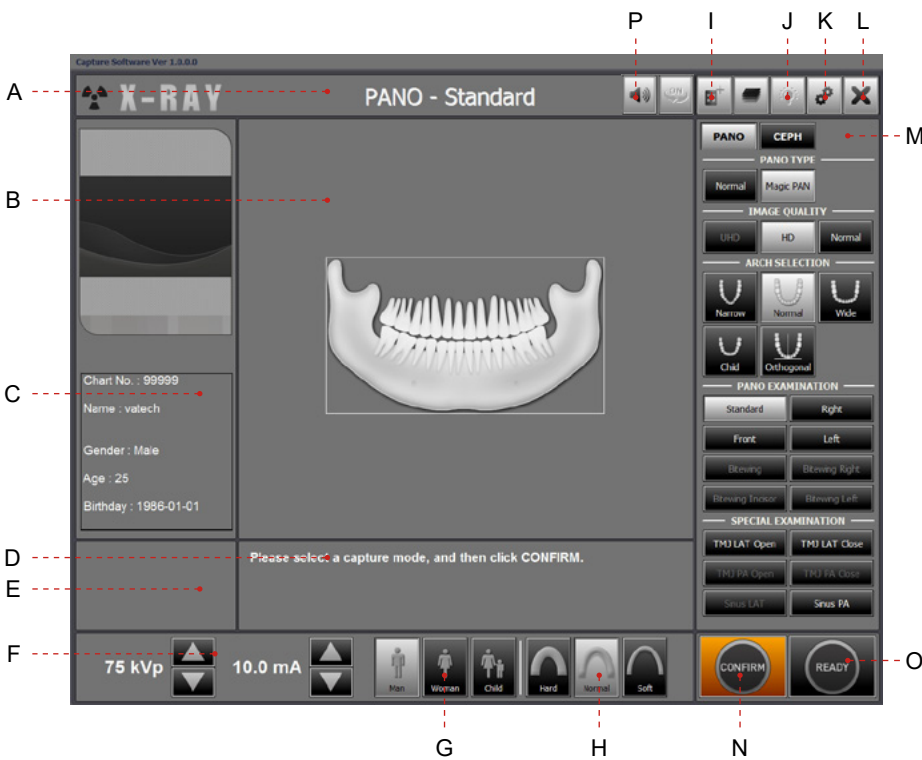 P I J K L
Capture Software Ver 1.0.0.0
A X-RAY PANO - Standard ON
PANO CEPH M
PANO TYPE
Normal Magic PAN
B
IMAGE QUALITY
UHD HD Normal
ARCH SELECTION
Narrow Normal Wide
Child Orthogonal
C Chart No. : 99999
Name : vatech
Gender : Male
Age : 25
Birthday : 1986-01-01
PANO EXAMINATION
Standard Right
Front Left
Bitewing Bitewing Right
Bitewing Incisor Bitewing Left
SPECIAL EXAMINATION
TMJ LAT Open TMJ LAT Close
TMJ PA Open TMJ PA Close
Sinus LAT Sinus PA
D Please select a capture mode, and then click CONFIRM.
E
F 75 kVp 10.0 mA
Man Woman Child Hard Normal Soft
CONFIRM READY O
G H N